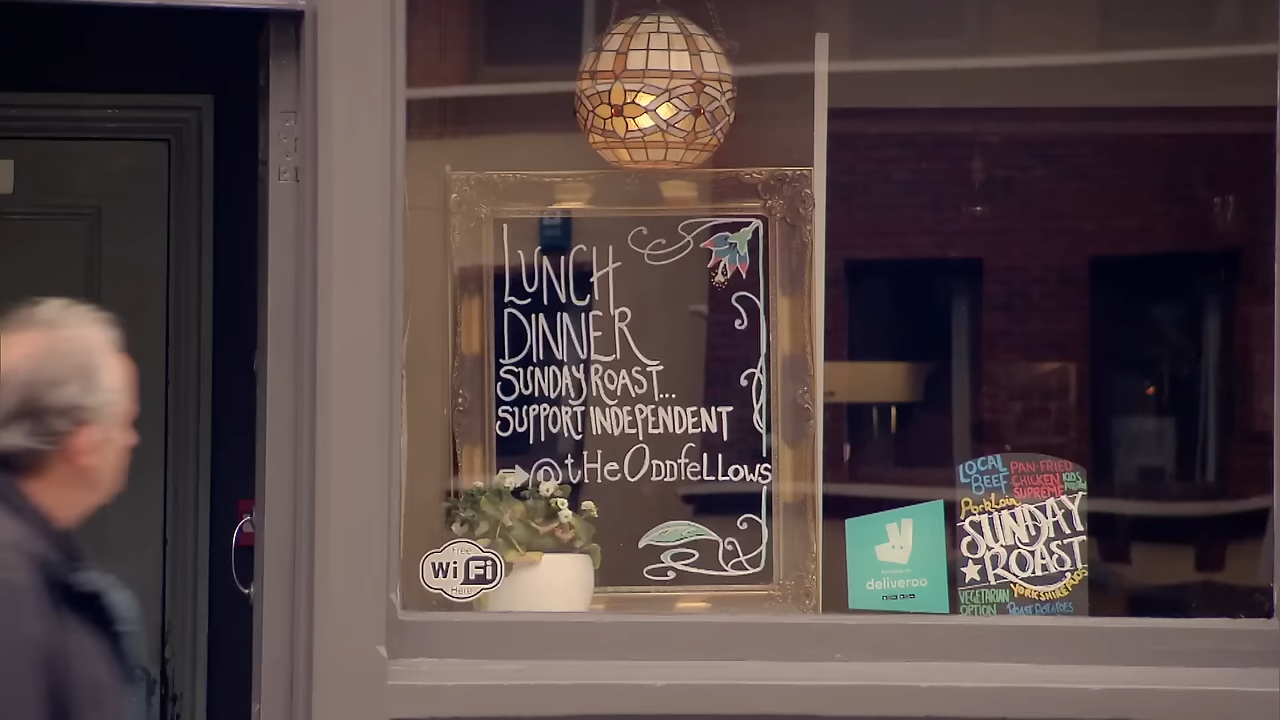 LUNCH
DINNER
SUNDAY ROAST...
SUPPORT INDEPENDENT
@tHeOddfeLLows
Free
Wi Fi
Here
deliveroo
LOCAL
BEEF
PAN-FRIED
CHICKEN
SUPREME
KIDS
Pork Loin
SUNDAY
ROAST
YORKSHIRE PUDS
VEGETARIAN
OPTION
ROAST POTATOES